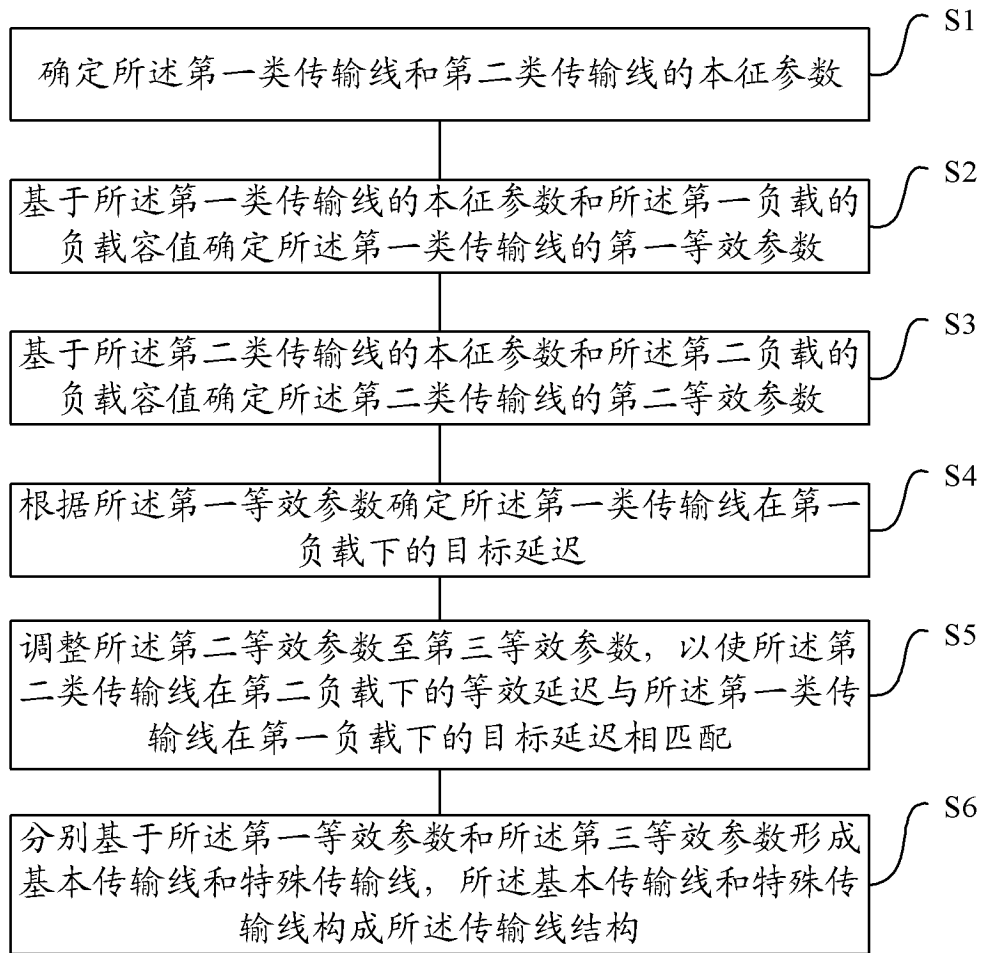 S1
确定所述第一类传输线和第二类传输线的本征参数
S2
基于所述第一类传输线的本征参数和所述第一负载的
负载容值确定所述第一类传输线的第一等效参数
S3
基于所述第二类传输线的本征参数和所述第二负载的
负载容值确定所述第二类传输线的第二等效参数
S4
根据所述第一等效参数确定所述第一类传输线在第一
负载下的目标延迟
S5
调整所述第二等效参数至第三等效参数，以使所述第
二类传输线在第二负载下的等效延迟与所述第一类传
输线在第一负载下的目标延迟相匹配
S6
分别基于所述第一等效参数和所述第三等效参数形成
基本传输线和特殊传输线，所述基本传输线和特殊传
输线构成所述传输线结构